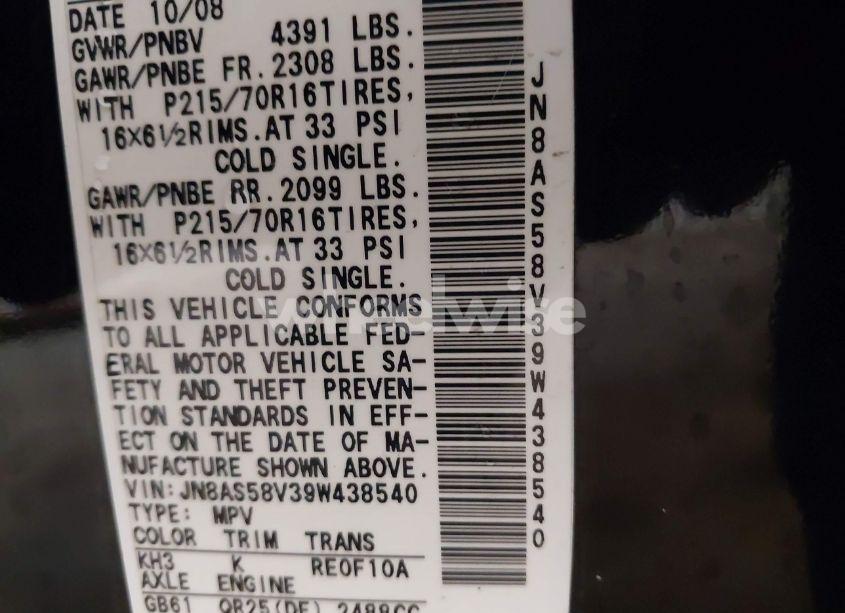 DATE 10/08
GVWR/PNBV 4391 LBS.
GAWR/PNBE FR. 2308 LBS.
WITH P215/70R16TIRES,
16X6½RIMS.AT 33 PSI
COLD SINGLE.
GAWR/PNBE RR. 2099 LBS.
WITH P215/70R16TIRES,
16X6½RIMS.AT 33 PSI
COLD SINGLE.
THIS VEHICLE CONFORMS
TO ALL APPLICABLE FED-
ERAL MOTOR VEHICLE SA-
FETY AND THEFT PREVEN-
TION STANDARDS IN EFF-
ECT ON THE DATE OF MA-
NUFACTURE SHOWN ABOVE.
VIN:JN8AS58V39W438540
TYPE: MPV
COLOR TRIM TRANS
KH3 K RE0F10A
AXLE ENGINE
GB61 QR25(DE) 2488CC
JN8AS58V39W438540